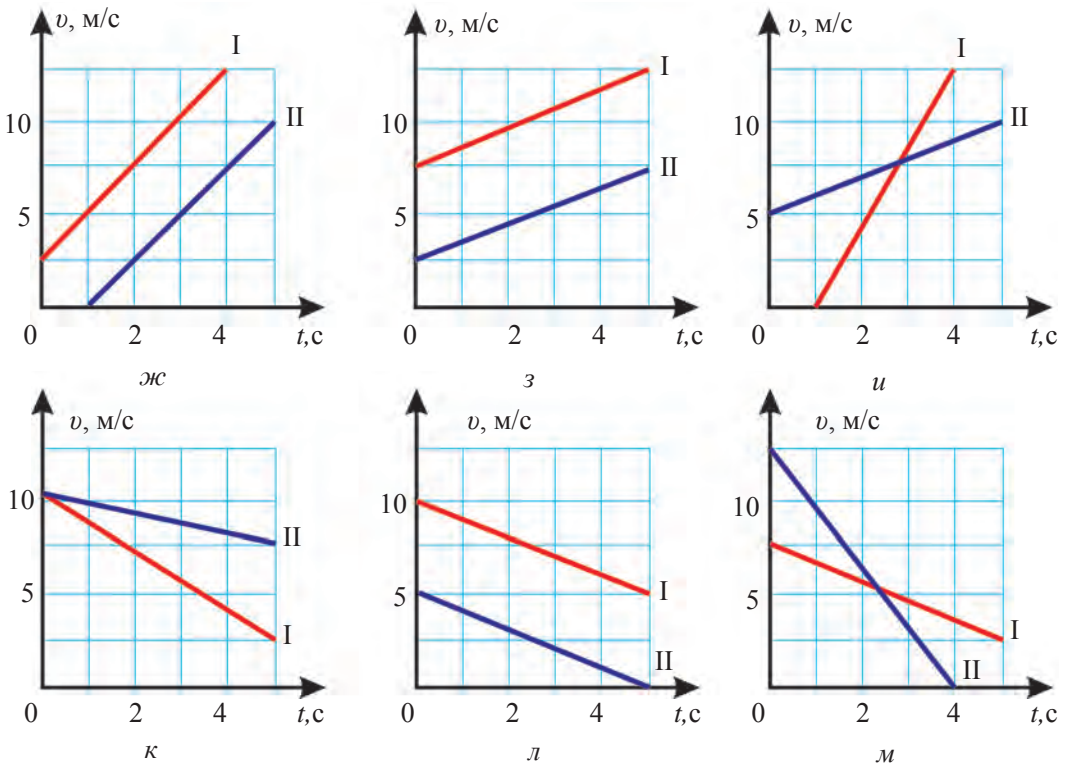 υ, м/с υ, м/с υ, м/с
I I I
10 II 10 II 10 II
5 5 5
0 2 4 t,с 0 2 4 t,с 0 2 4 t,с
ж з и
υ, м/с υ, м/с υ, м/с
10 II 10 I 10
5 I 5 II 5 I II
0 2 4 t,с 0 2 4 t,с 0 2 4 t,с
к л м